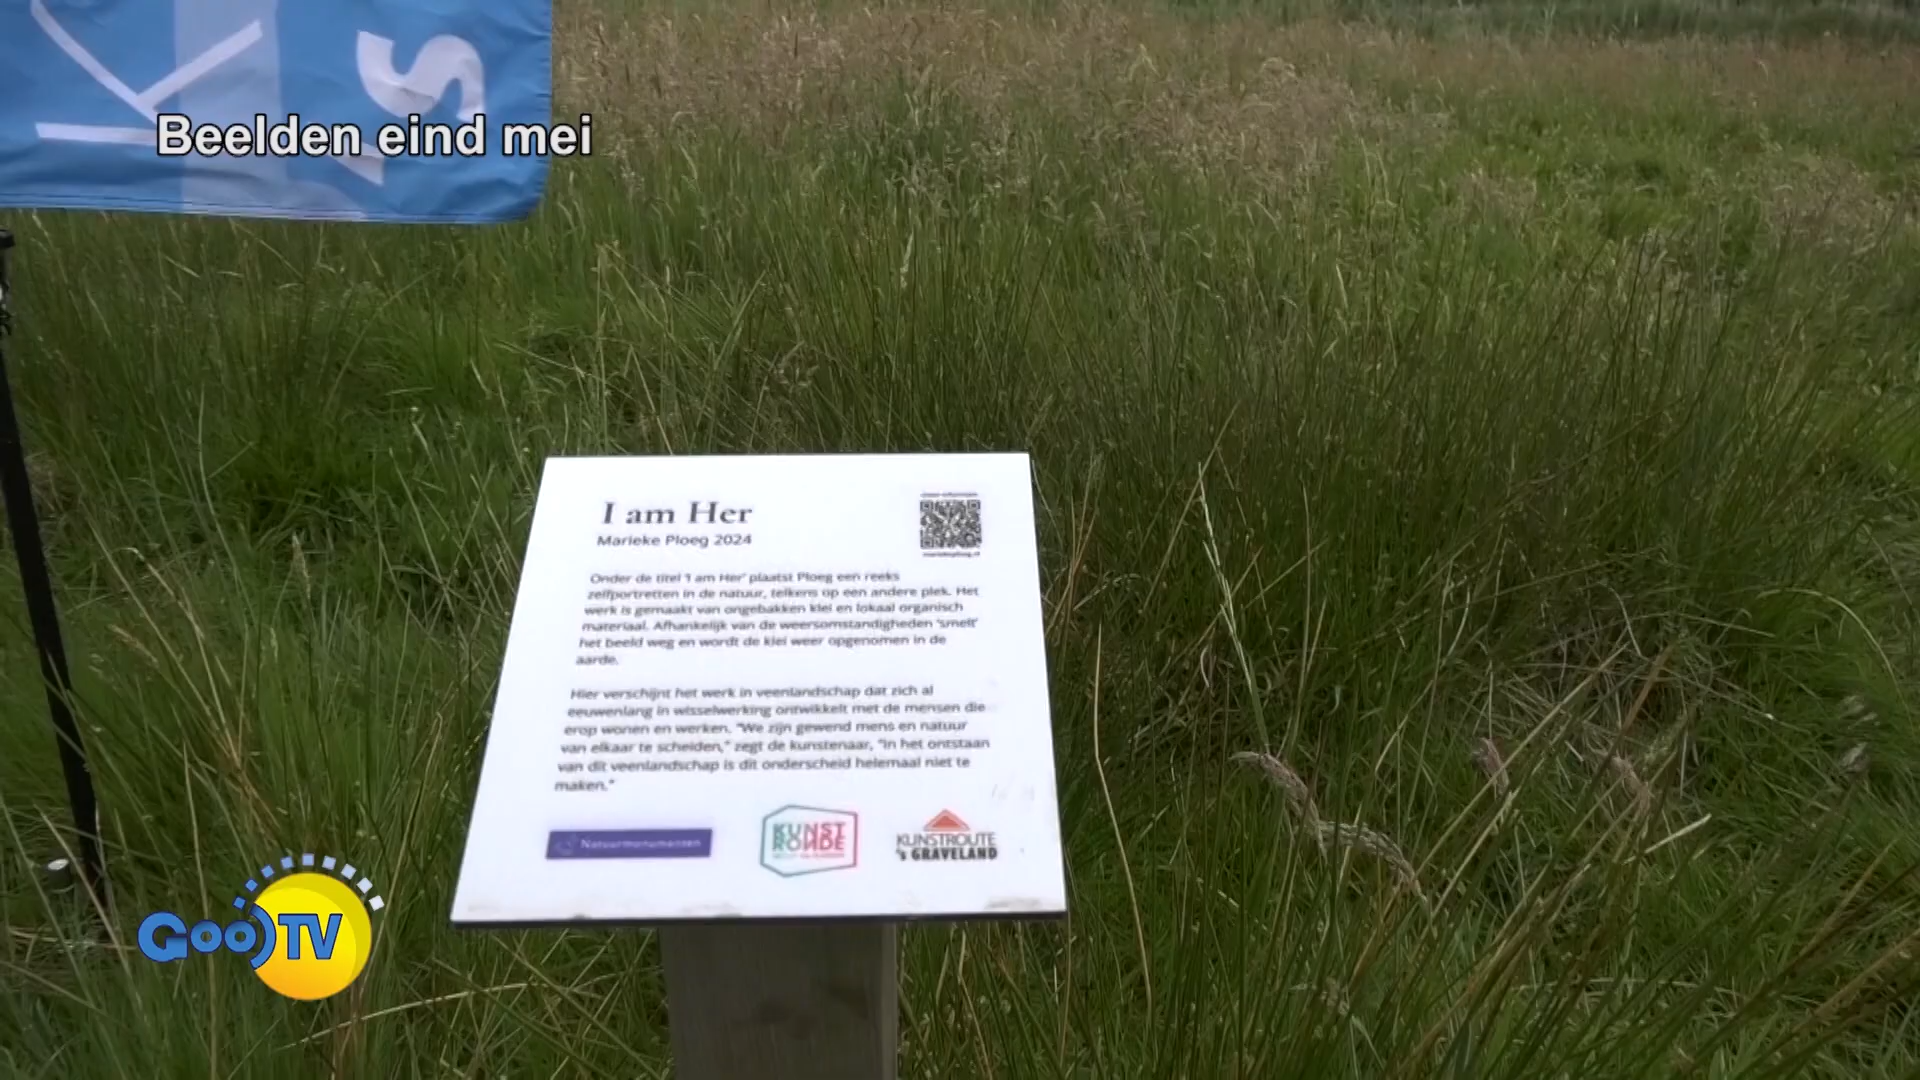 K
's
Beelden eind mei
I am Her
Marieke Ploeg 2024
Onder de titel 'I am Her' plaatst Ploeg een reeks
zelfportretten in de natuur, telkens op een andere plek. Het
werk is gemaakt van ongebakken klei en lokaal organisch
materiaal. Afhankelijk van de weersomstandigheden 'smelt'
het beeld weg en wordt de klei weer opgenomen in de
aarde.
Hier verschijnt het werk in veenlandschap dat zich al
eeuwenlang in wisselwerking ontwikkelt met de mensen die
erop wonen en werken. "We zijn gewend mens en natuur
van elkaar te scheiden," zegt de kunstenaar, "in het ontstaan
van dit veenlandschap is dit onderscheid helemaal niet te
maken."
Natuurmonumenten
KUNST
RONDE
KUNSTROUTE
's GRAVELAND
GooiTV